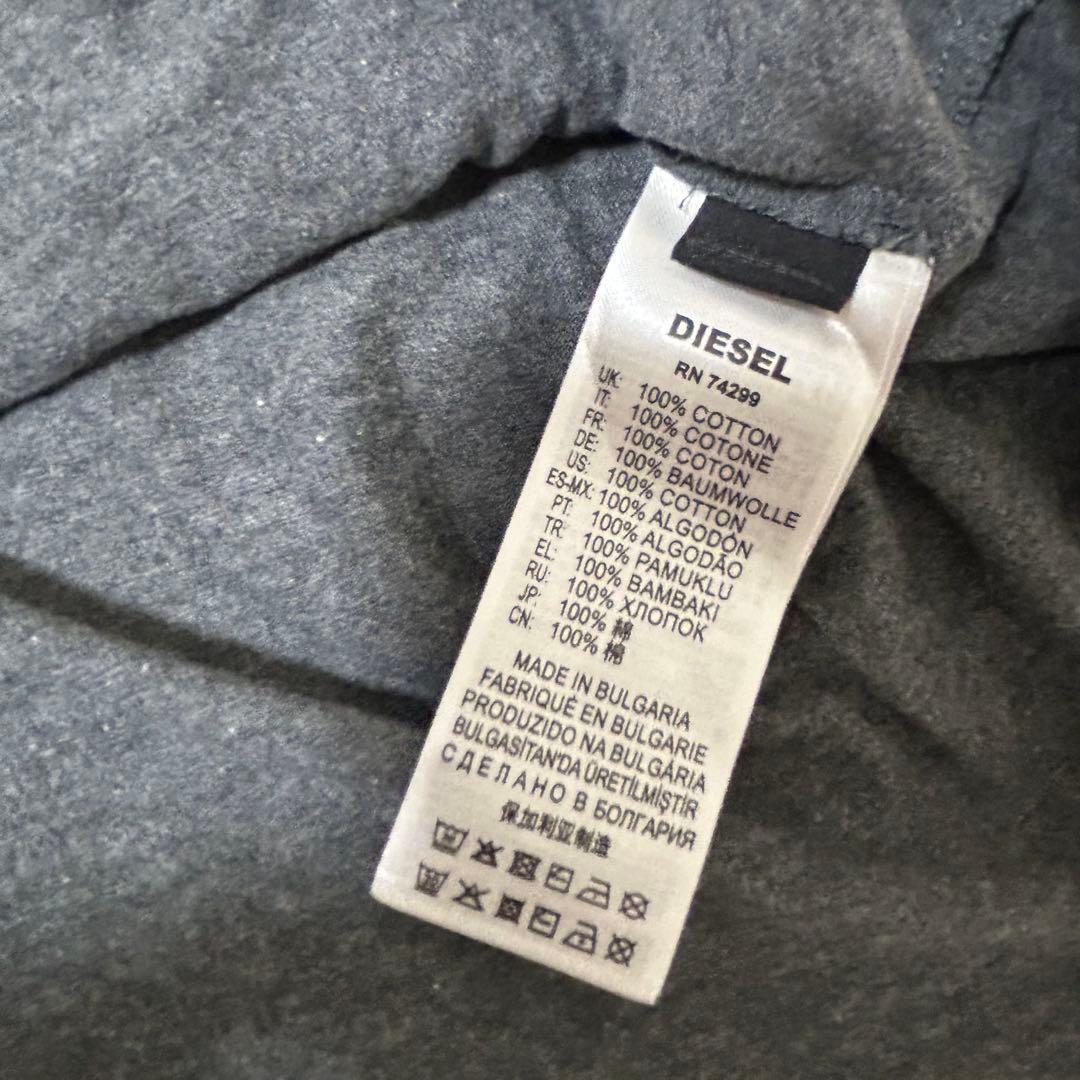 DIESEL
RN 74299
UK: 100% COTTON
IT: 100% COTONE
FR: 100% COTON
DE: 100% BAUMWOLLE
US: 100% COTTON
ES-MX: 100% ALGODÓN
PT: 100% ALGODÃO
TR: 100% PAMUKLU
EL: 100% BAMBAKI
RU: 100% ХЛОПОК
JP: 100% 綿
CN: 100% 棉
MADE IN BULGARIA
FABRIQUÉ EN BULGARIE
PRODUZIDO NA BULGÁRIA
BULGASITAN'DA ÜRETİLMİŞTİR
СДЕЛАНО В БОЛГАРИЯ
保加利亚制造